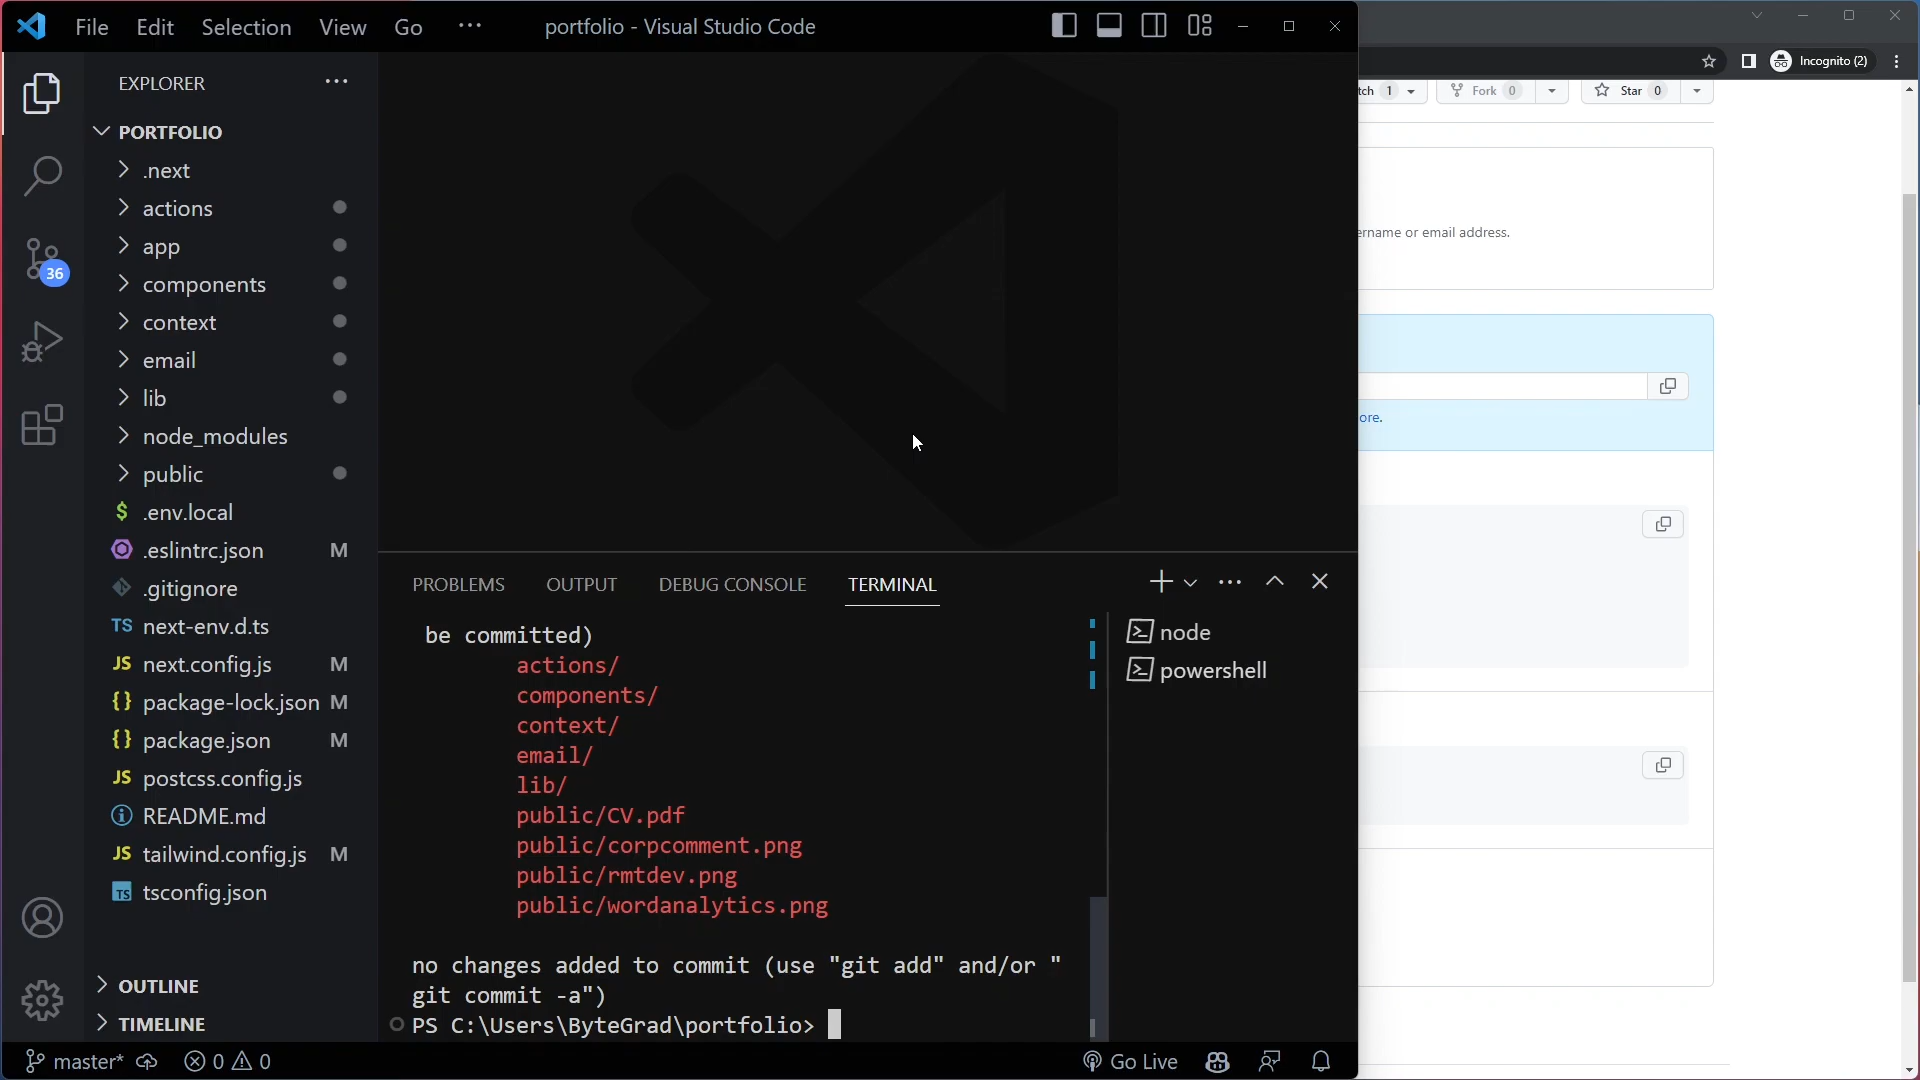 File Edit Selection View Go ··· portfolio - Visual Studio Code
Incognito (2)
EXPLORER ···
tch 1 Fork 0 Star 0
PORTFOLIO
.next
actions
app
components
context
email
lib
node_modules
public
.env.local
.eslintrc.json M
.gitignore
TS next-env.d.ts
JS next.config.js M
{} package-lock.json M
{} package.json M
JS postcss.config.js
README.md
JS tailwind.config.js M
TS tsconfig.json
OUTLINE
TIMELINE
36
ername or email address.
ore.
PROBLEMS OUTPUT DEBUG CONSOLE TERMINAL
be committed)
actions/
components/
context/
email/
lib/
public/CV.pdf
public/corpcomment.png
public/rmtdev.png
public/wordanalytics.png
no changes added to commit (use "git add" and/or "
git commit -a")
PS C:\Users\ByteGrad\portfolio>
node
powershell
master* 0 0 Go Live